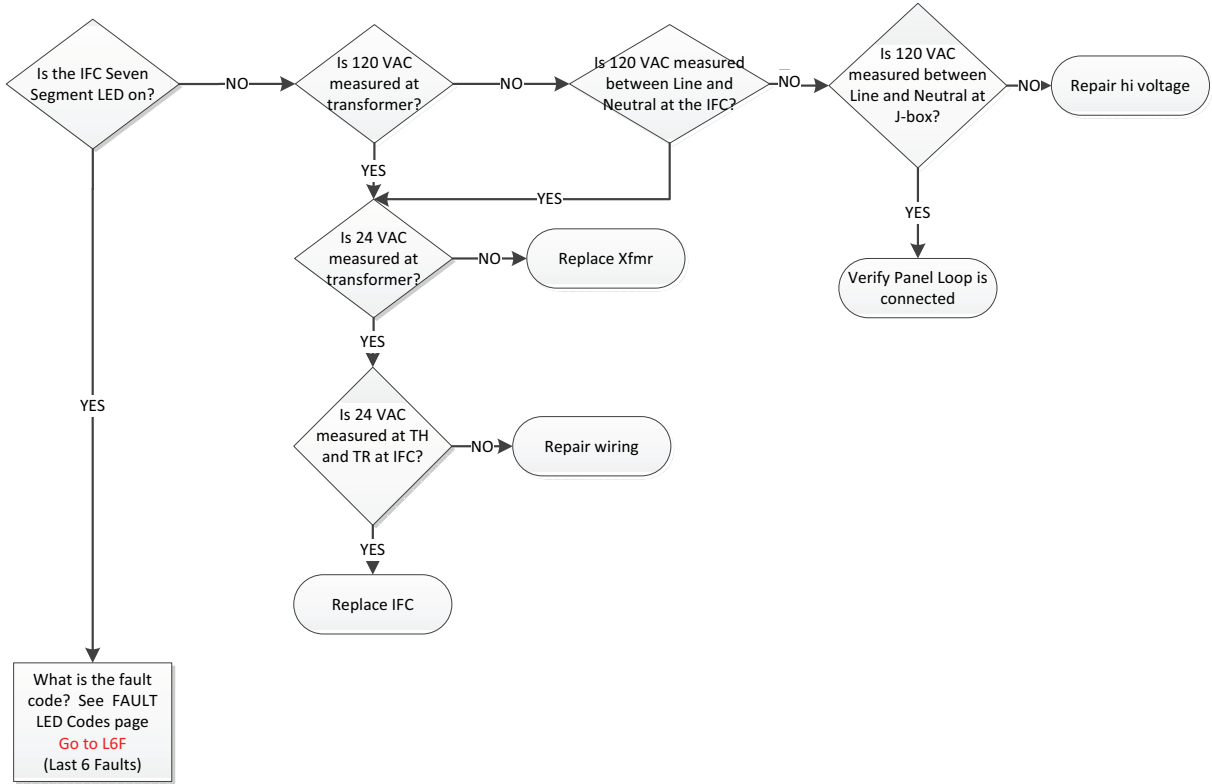 Is the IFC Seven
Segment LED on?
NO
Is 120 VAC
measured at
transformer?
NO
Is 120 VAC measured
between Line and
Neutral at the IFC?
NO
Is 120 VAC
measured between
Line and Neutral at
J-box?
NO
Repair hi voltage
YES
YES
YES
Verify Panel Loop is
connected
Is 24 VAC
measured at
transformer?
NO
Replace Xfmr
YES
YES
Is 24 VAC
measured at TH
and TR at IFC?
NO
Repair wiring
YES
Replace IFC
What is the fault
code? See FAULT
LED Codes page
Go to L6F
(Last 6 Faults)